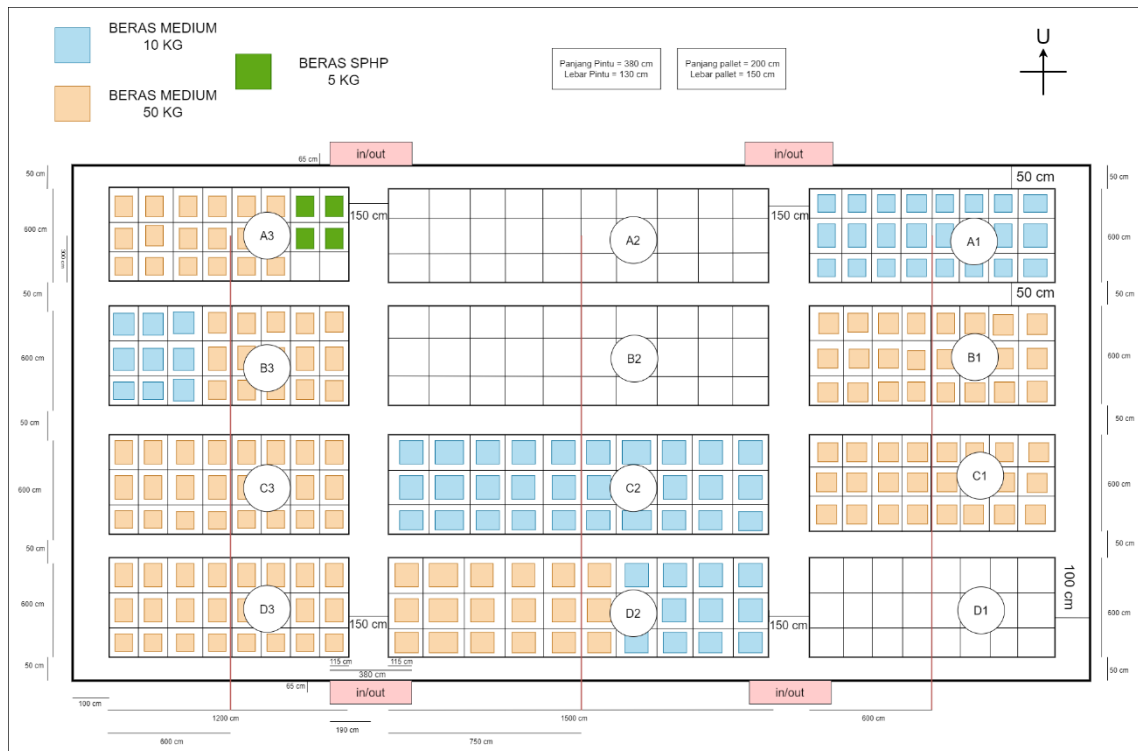 BERAS MEDIUM
10 KG
BERAS SPHP
5 KG
BERAS MEDIUM
50 KG
Panjang Pintu = 380 cm
Lebar Pintu = 130 cm
Panjang pallet = 200 cm
Lebar pallet = 150 cm
U
65 cm
in/out
in/out
50 cm
50 cm
50 cm
600 cm
300 cm
150 cm
150 cm
A3
A2
A1
600 cm
50 cm
50 cm
50 cm
600 cm
B3
B2
B1
600 cm
50 cm
50 cm
600 cm
C3
C2
C1
600 cm
50 cm
50 cm
600 cm
D3
150 cm
D2
150 cm
D1
100 cm
600 cm
50 cm
115 cm
115 cm
380 cm
50 cm
65 cm
in/out
in/out
100 cm
1200 cm
190 cm
1500 cm
600 cm
600 cm
750 cm